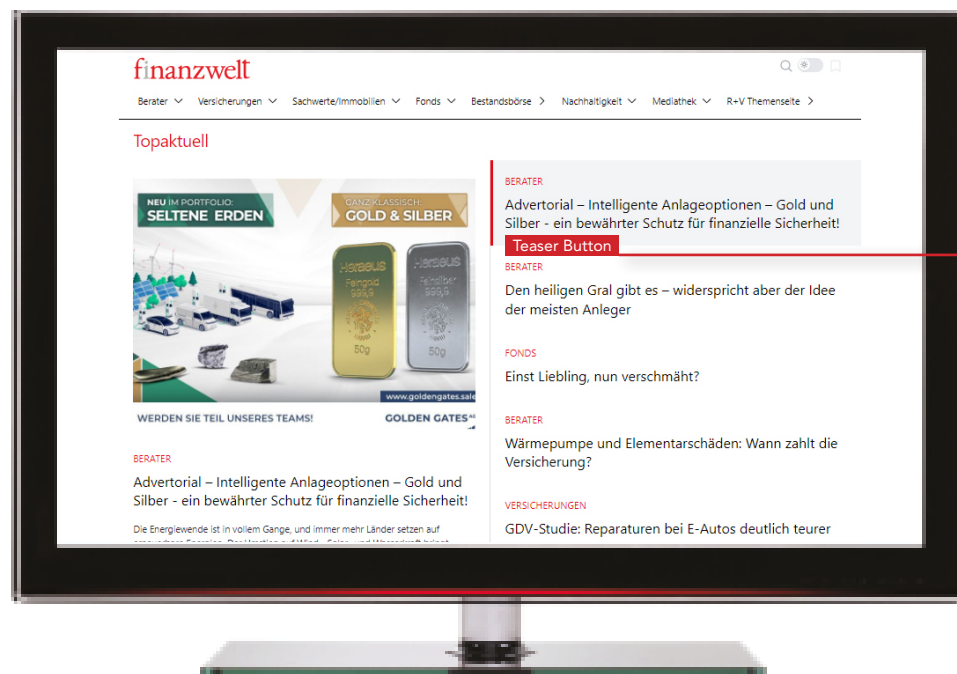 finanzwelt
Berater Versicherungen Sachwerte/Immobilien Fonds Bestandsbörse Nachhaltigkeit Mediathek R+V Themenseite
Topaktuell
NEU IM PORTFOLIO:
SELTENE ERDEN
GANZ KLASSISCH:
GOLD & SILBER
Heraeus
Feingold
999,9
50g
Heraeus
Feinsilber
50g
www.goldengates.sale
WERDEN SIE TEIL UNSERES TEAMS!
GOLDEN GATES
BERATER
Advertorial – Intelligente Anlageoptionen – Gold und
Silber - ein bewährter Schutz für finanzielle Sicherheit!
Die Energiewende ist in vollem Gange, und immer mehr Länder setzen auf
BERATER
Advertorial – Intelligente Anlageoptionen – Gold und
Silber - ein bewährter Schutz für finanzielle Sicherheit!
Teaser Button
BERATER
Den heiligen Gral gibt es – widerspricht aber der Idee
der meisten Anleger
FONDS
Einst Liebling, nun verschmäht?
BERATER
Wärmepumpe und Elementarschäden: Wann zahlt die
Versicherung?
VERSICHERUNGEN
GDV-Studie: Reparaturen bei E-Autos deutlich teurer